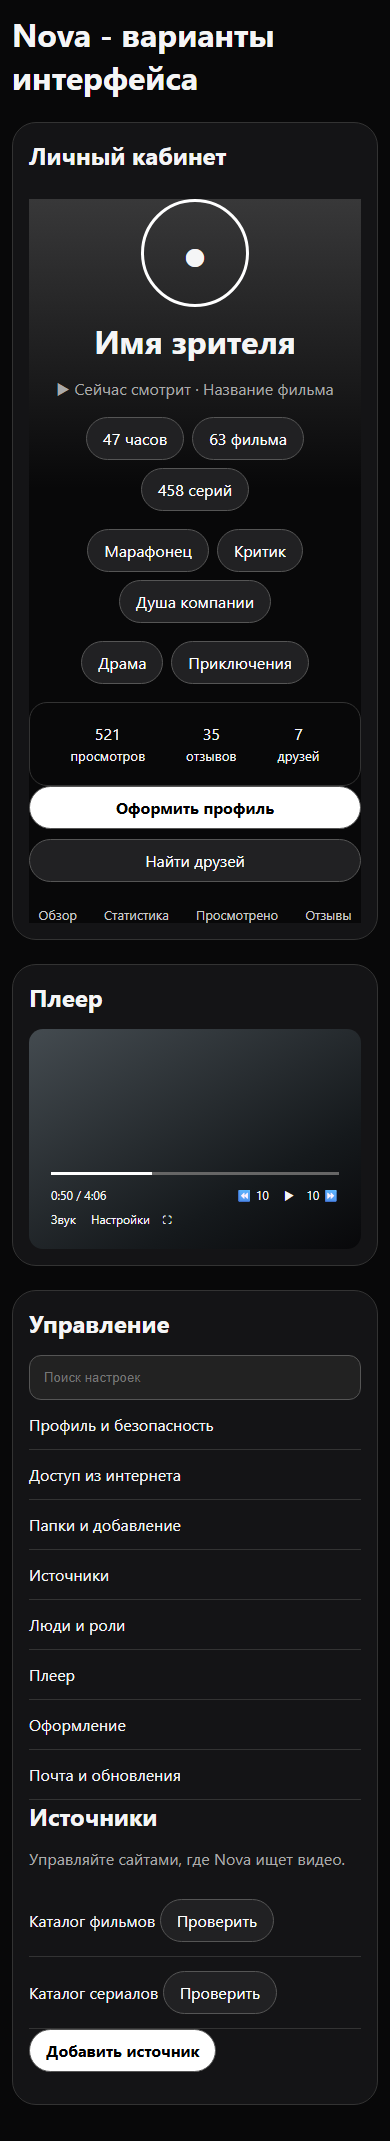 Nova - варианты
интерфейса
Личный кабинет
Имя зрителя
▶ Сейчас смотрит · Название фильма
47 часов 63 фильма
458 серий
Марафонец Критик
Душа компании
Драма Приключения
521 35 7
просмотров отзывов друзей
Оформить профиль
Найти друзей
Обзор Статистика Просмотрено Отзывы
Плеер
0:50 / 4:06 ⏪ 10 ▶ 10 ⏩
Звук Настройки ⛶
Управление
Поиск настроек
Профиль и безопасность
Доступ из интернета
Папки и добавление
Источники
Люди и роли
Плеер
Оформление
Почта и обновления
Источники
Управляйте сайтами, где Nova ищет видео.
Каталог фильмов Проверить
Каталог сериалов Проверить
Добавить источник